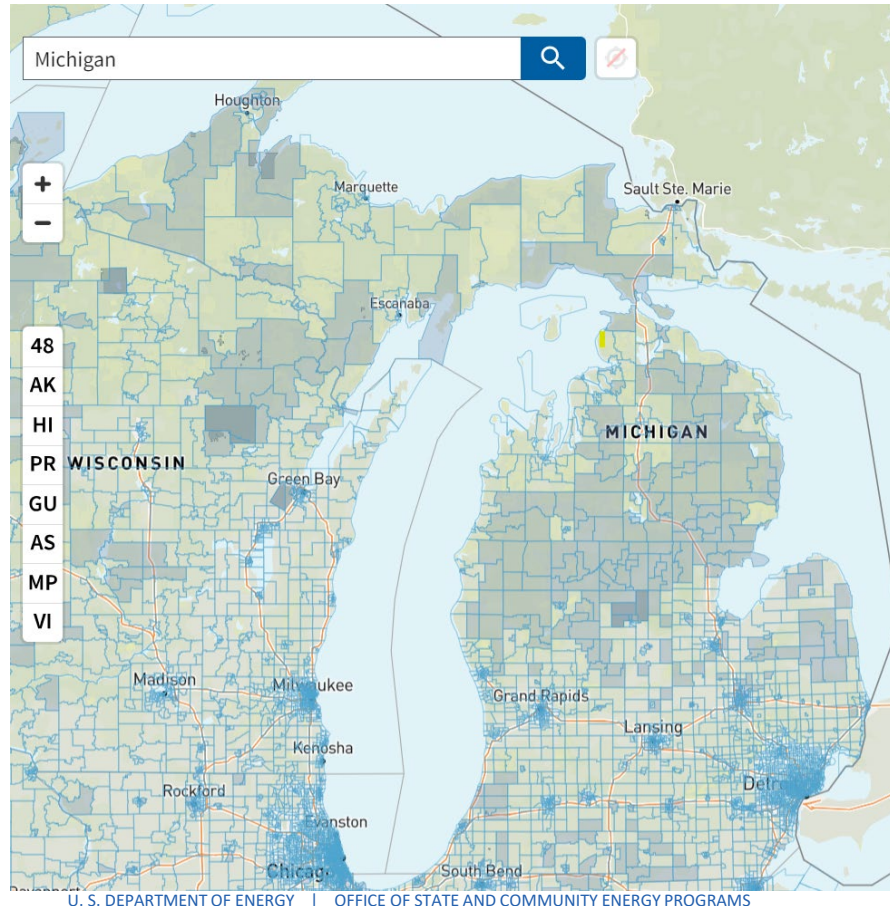 Michigan
Houghton
+
Marquette
Sault Ste. Marie
−
Escanaba
48
AK
HI
MICHIGAN
PR
WISCONSIN
Green Bay
GU
AS
MP
VI
Madison
Milwaukee
Grand Rapids
Lansing
Kenosha
Rockford
Evanston
South Bend
U. S. DEPARTMENT OF ENERGY | OFFICE OF STATE AND COMMUNITY ENERGY PROGRAMS